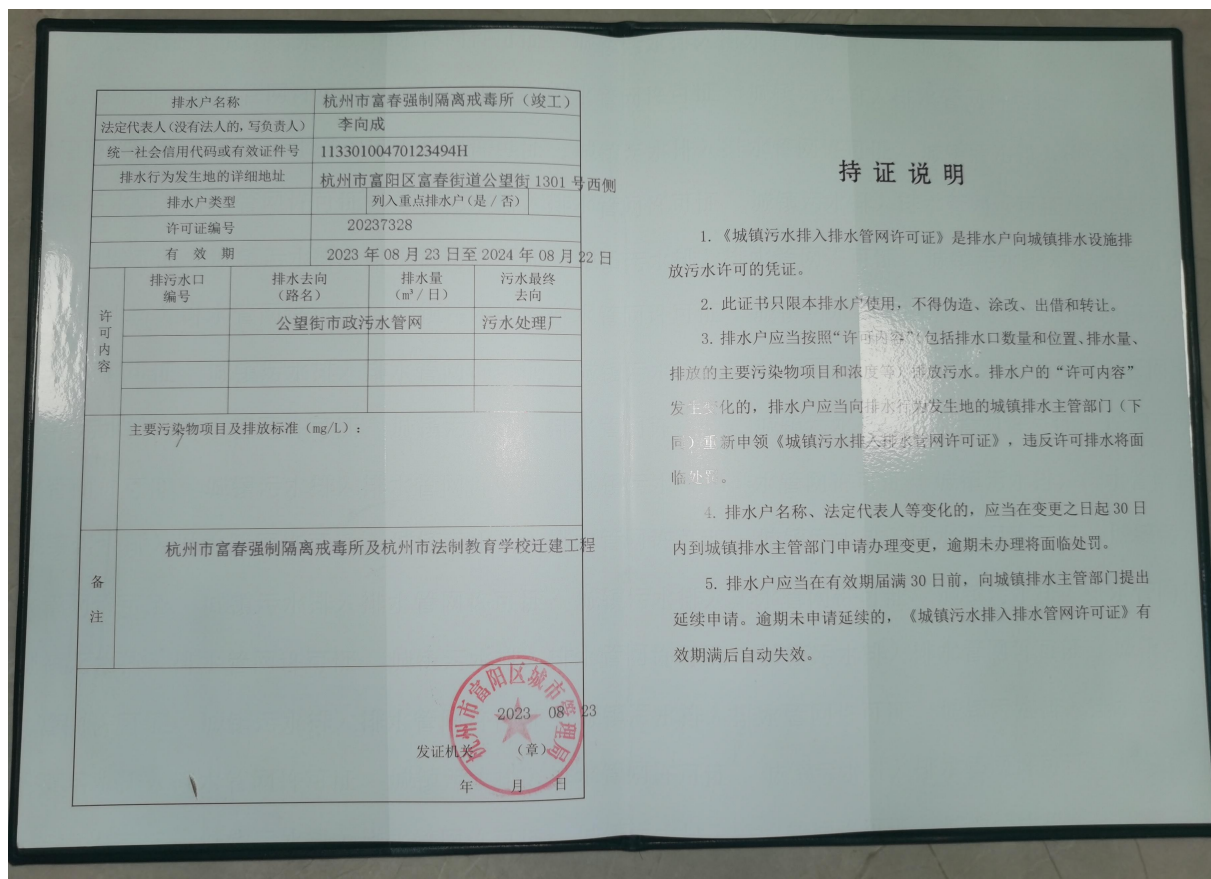 排水户名称 杭州市富春强制隔离戒毒所（竣工）
法定代表人（没有法人的，写负责人） 李向成
统一社会信用代码或有效证件号 11330100470123494H
排水行为发生地的详细地址 杭州市富阳区富春街道公望街 1301 号西侧
排水户类型 列入重点排水户（是 / 否）
许可证编号 20237328
有 效 期 2023 年 08 月 23 日至 2024 年 08 月 22 日
许可内容
排污水口编号 排水去向（路名） 排水量（m³ / 日） 污水最终去向
公望街市政污水管网 污水处理厂
主要污染物项目及排放标准（mg/L）：
备注 杭州市富春强制隔离戒毒所及杭州市法制教育学校迁建工程
杭州市富阳区城市管理局
2023 08 23
发证机关 （章）
年 月 日
持证说明
1. 《城镇污水排入排水管网许可证》是排水户向城镇排水设施排
放污水许可的凭证。
2. 此证书只限本排水户使用，不得伪造、涂改、出借和转让。
3. 排水户应当按照“许可内容”（包括排水口数量和位置、排水量、
排放的主要污染物项目和浓度等）排放污水。排水户的“许可内容”
发生变化的，排水户应当向排水行为发生地的城镇排水主管部门（下
同）重新申领《城镇污水排入排水管网许可证》，违反许可排水将面
临处罚。
4. 排水户名称、法定代表人等变化的，应当在变更之日起 30 日
内到城镇排水主管部门申请办理变更，逾期未办理将面临处罚。
5. 排水户应当在有效期届满 30 日前，向城镇排水主管部门提出
延续申请。逾期未申请延续的，《城镇污水排入排水管网许可证》有
效期满后自动失效。